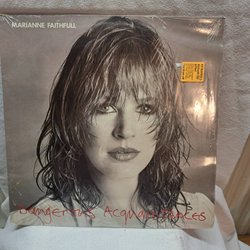 MARIANNE FAITHFULL
Dangerous Acquaintances